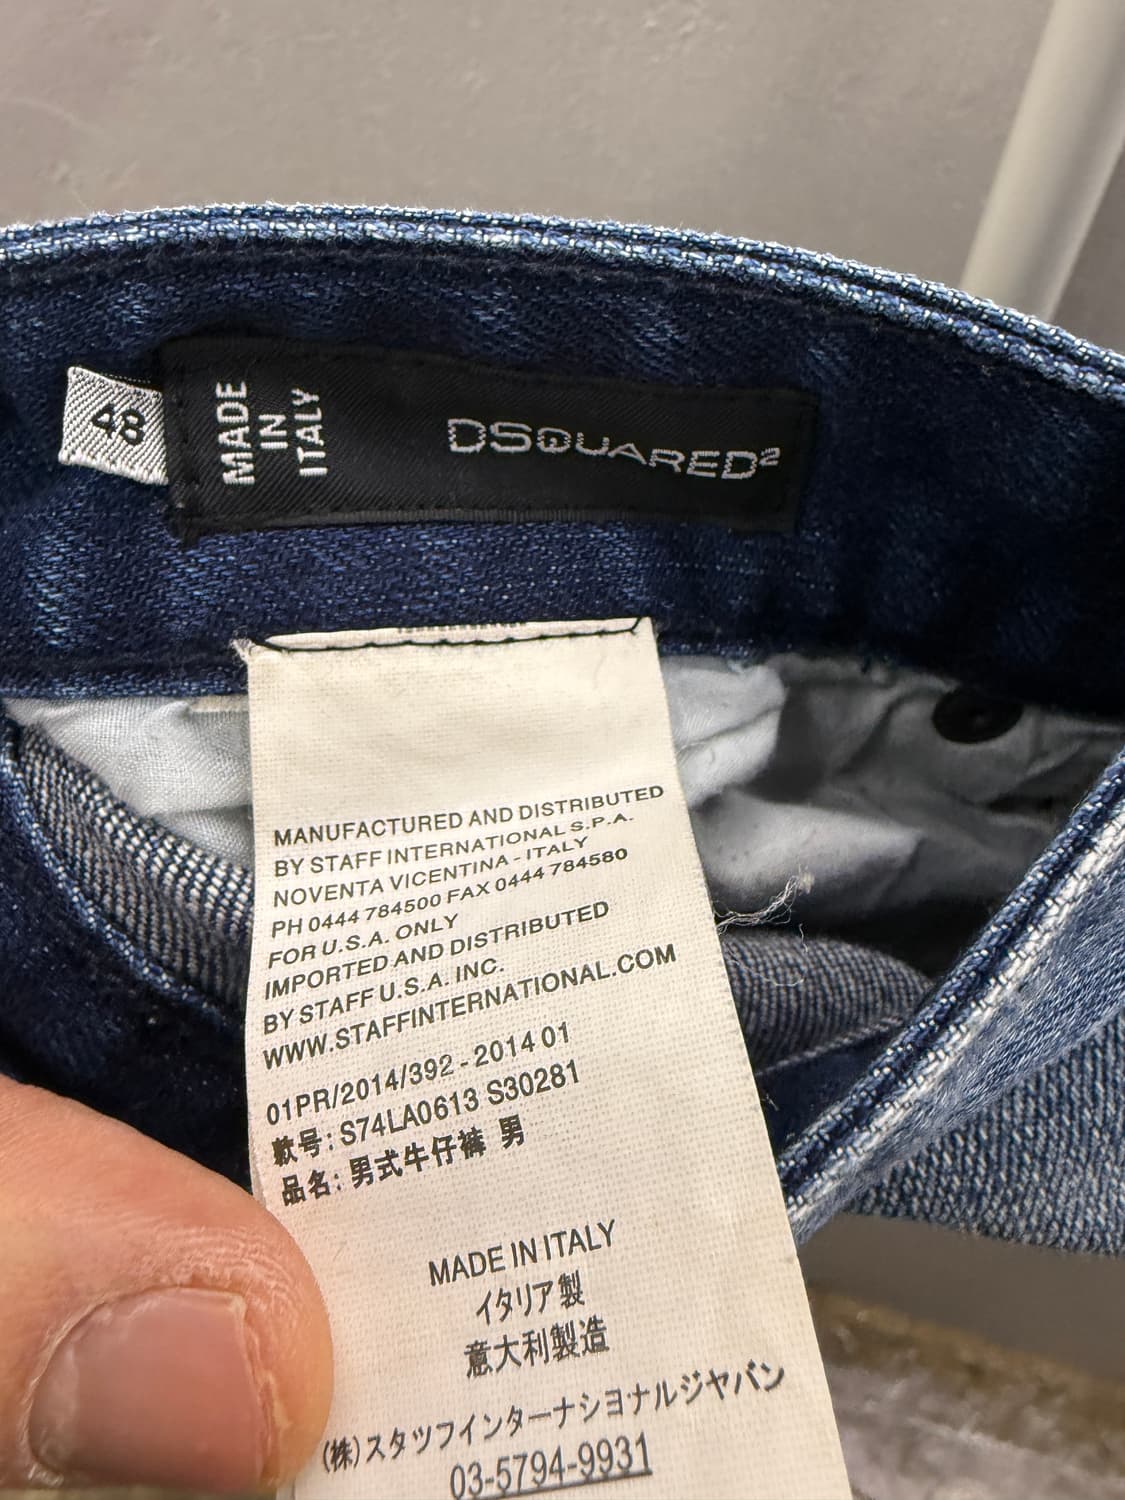 48
MADE
IN
ITALY
DSQUARED2
MANUFACTURED AND DISTRIBUTED
BY STAFF INTERNATIONAL S.P.A.
NOVENTA VICENTINA - ITALY
PH 0444 784500 FAX 0444 784580
FOR U.S.A. ONLY
IMPORTED AND DISTRIBUTED
BY STAFF U.S.A. INC.
WWW.STAFFINTERNATIONAL.COM
01PR/2014/392 - 2014 01
款号: S74LA0613 S30281
品名: 男式牛仔裤 男
MADE IN ITALY
イタリア製
意大利製造
(株)スタッフインターナショナルジャパン
03-5794-9931